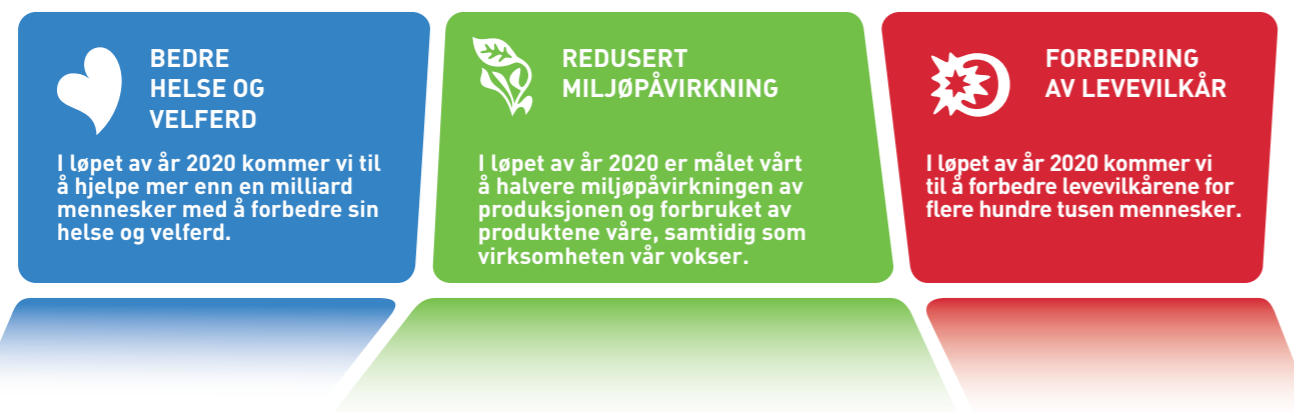 BEDRE
HELSE OG
VELFERD
I løpet av år 2020 kommer vi til
å hjelpe mer enn en milliard
mennesker med å forbedre sin
helse og velferd.
REDUSERT
MILJØPÅVIRKNING
I løpet av år 2020 er målet vårt
å halvere miljøpåvirkningen av
produksjonen og forbruket av
produktene våre, samtidig som
virksomheten vår vokser.
FORBEDRING
AV LEVEVILKÅR
I løpet av år 2020 kommer vi
til å forbedre levevilkårene for
flere hundre tusen mennesker.